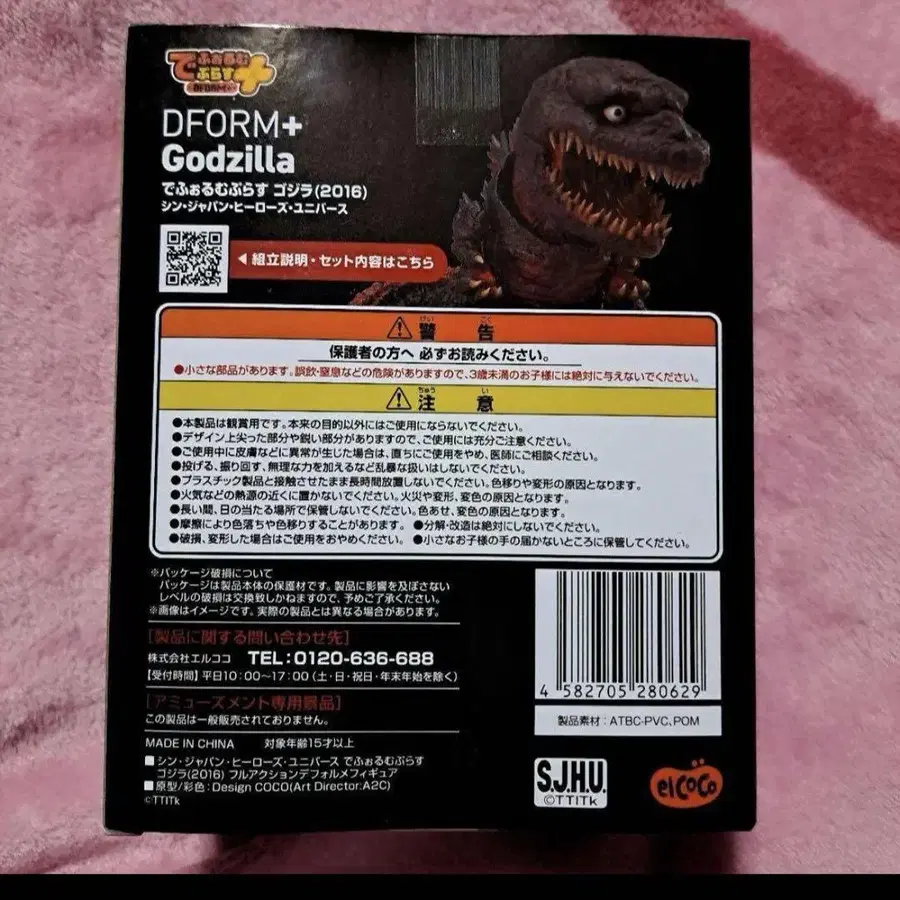 でふぉるむ
ぷらす+
DFORM+
DFORM+
Godzilla
でふぉるむぷらす ゴジラ(2016)
シン・ジャパン・ヒーローズ・ユニバース
◀ 組立説明・セット内容はこちら
⚠ 警告
けい こく
保護者の方へ 必ずお読みください。
●小さな部品があります。誤飲・窒息などの危険がありますので、3歳未満のお子様には絶対に与えないでください。
⚠ 注意
ちゅう い
●本製品は観賞用です。本来の目的以外にはご使用にならないでください。
●デザイン上尖った部分や鋭い部分がありますので、ご使用には充分ご注意ください。
●ご使用中に皮膚などに異常が生じた場合は、直ちにご使用をやめ、医師にご相談ください。
●投げる、振り回す、無理な力を加えるなど乱暴な扱いはしないでください。
●プラスチック製品と接触させたまま長時間放置しないでください。色移りや変形の原因となります。
●火気などの熱源の近くに置かないでください。火災や変形、変色の原因となります。
●長い間、日の当たる場所で保管しないでください。色あせ、変色の原因となります。
●摩擦により色落ちや色移りすることがあります。 ●分解・改造は絶対にしないでください。
●破損、変形した場合はご使用をおやめください。 ●小さなお子様の手の届かないところに保管してください。
※パッケージ破損について
パッケージは製品本体の保護材です。製品に影響を及ぼさない
レベルの破損は交換致しかねますので、予めご了承ください。
※画像はイメージです。実際の製品とは異なる場合があります。
[製品に関する問い合わせ先]
株式会社エルココ TEL:0120-636-688
【受付時間】平日10:00〜17:00(土・日・祝日・年末年始を除く)
[アミューズメント専用景品]
この製品は一般販売されておりません。
MADE IN CHINA 対象年齢15才以上
■シン・ジャパン・ヒーローズ・ユニバース でふぉるむぷらす
ゴジラ(2016) フルアクションデフォルメフィギュア
■原型/彩色:Design COCO(Art Director:A2C)
©TTITk
4 582705 280629
製品素材:ATBC-PVC、POM
S.J.H.U.
©TTITk
elcoco